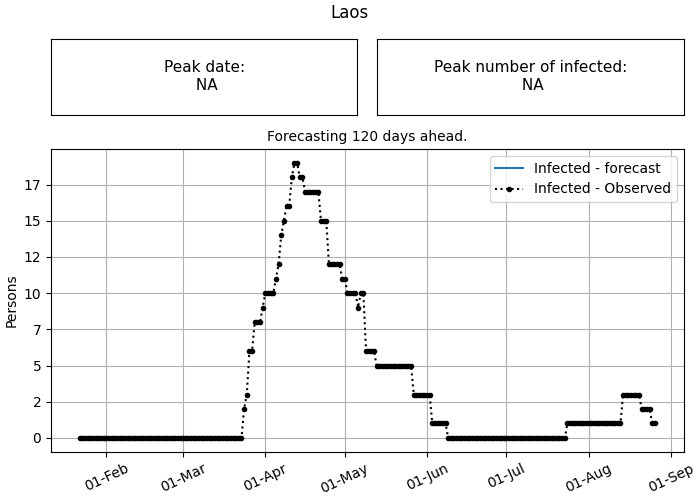 Laos
Peak date:
NA
Peak number of infected:
NA
Forecasting 120 days ahead.
Infected - forecast
Infected - Observed
Persons
17
15
12
10
7
5
2
0
01-Feb
01-Mar
01-Apr
01-May
01-Jun
01-Jul
01-Aug
01-Sep